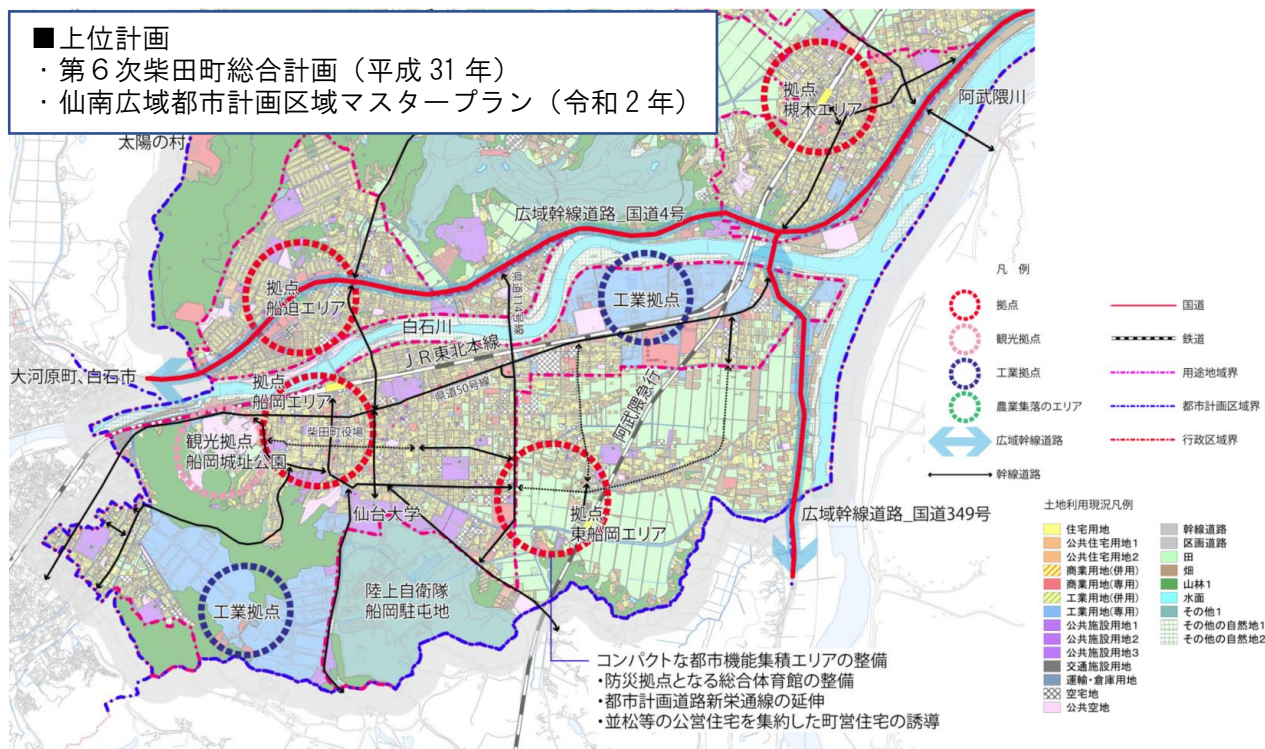 ■上位計画
・第6次柴田町総合計画（平成31年）
・仙南広域都市計画区域マスタープラン（令和2年）
太陽の村
拠点
槻木エリア
阿武隈川
広域幹線道路_国道4号
県道114号線
拠点
船迫エリア
工業拠点
白石川
JR東北本線
大河原町、白石市
拠点
船岡エリア
県道50号線
柴田町役場
阿武隈急行
観光拠点
船岡城址公園
仙台大学
拠点
東船岡エリア
広域幹線道路_国道349号
工業拠点
陸上自衛隊
船岡駐屯地
コンパクトな都市機能集積エリアの整備
・防災拠点となる総合体育館の整備
・都市計画道路新栄通線の延伸
・並松等の公営住宅を集約した町営住宅の誘導
凡 例
拠点
観光拠点
工業拠点
農業集落のエリア
広域幹線道路
幹線道路
国道
鉄道
用途地域界
都市計画区域界
行政区域界
土地利用現況凡例
住宅用地
公共住宅用地1
公共住宅用地2
商業用地(併用)
商業用地(専用)
工業用地(併用)
工業用地(専用)
公共施設用地1
公共施設用地2
公共施設用地3
交通施設用地
運輸・倉庫用地
空宅地
公共空地
幹線道路
区画道路
田
畑
山林1
水面
その他1
その他の自然地1
その他の自然地2